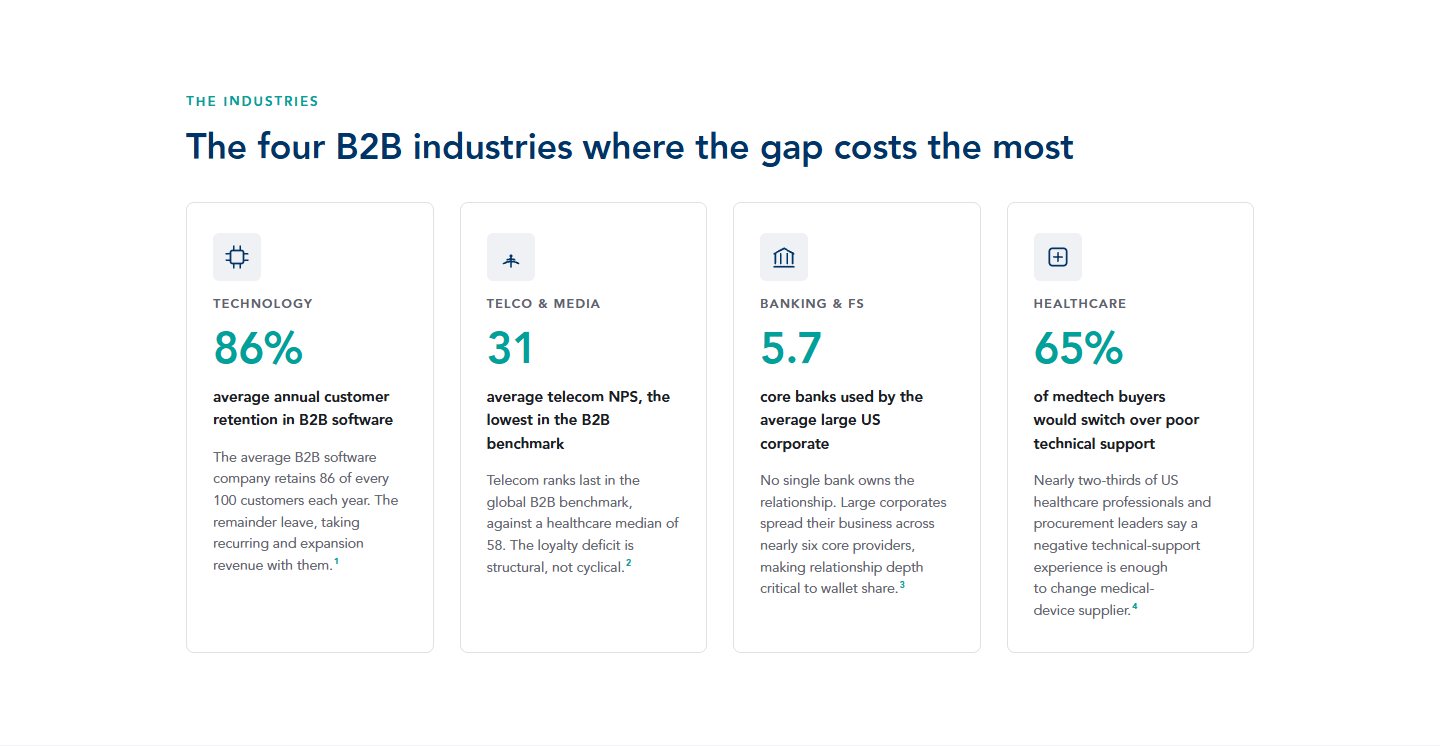 THE INDUSTRIES
The four B2B industries where the gap costs the most
TECHNOLOGY
86%
average annual customer
retention in B2B software
The average B2B software
company retains 86 of every
100 customers each year. The
remainder leave, taking
recurring and expansion
revenue with them.¹
TELCO & MEDIA
31
average telecom NPS, the
lowest in the B2B
benchmark
Telecom ranks last in the
global B2B benchmark,
against a healthcare median of
58. The loyalty deficit is
structural, not cyclical.²
BANKING & FS
5.7
core banks used by the
average large US
corporate
No single bank owns the
relationship. Large corporates
spread their business across
nearly six core providers,
making relationship depth
critical to wallet share.³
HEALTHCARE
65%
of medtech buyers
would switch over poor
technical support
Nearly two-thirds of US
healthcare professionals and
procurement leaders say a
negative technical-support
experience is enough
to change medical-
device supplier.⁴